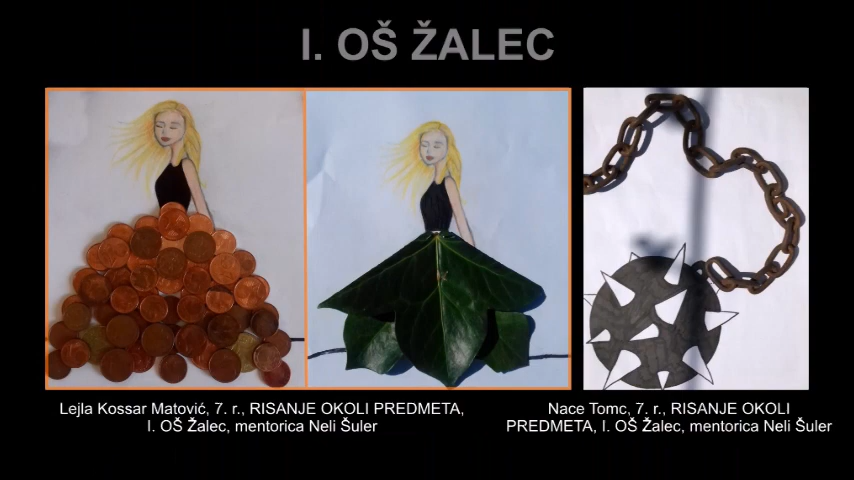 I. OŠ ŽALEC
Lejla Kossar Matović, 7. r., RISANJE OKOLI PREDMETA,
I. OŠ Žalec, mentorica Neli Šuler
Nace Tomc, 7. r., RISANJE OKOLI
PREDMETA, I. OŠ Žalec, mentorica Neli Šuler